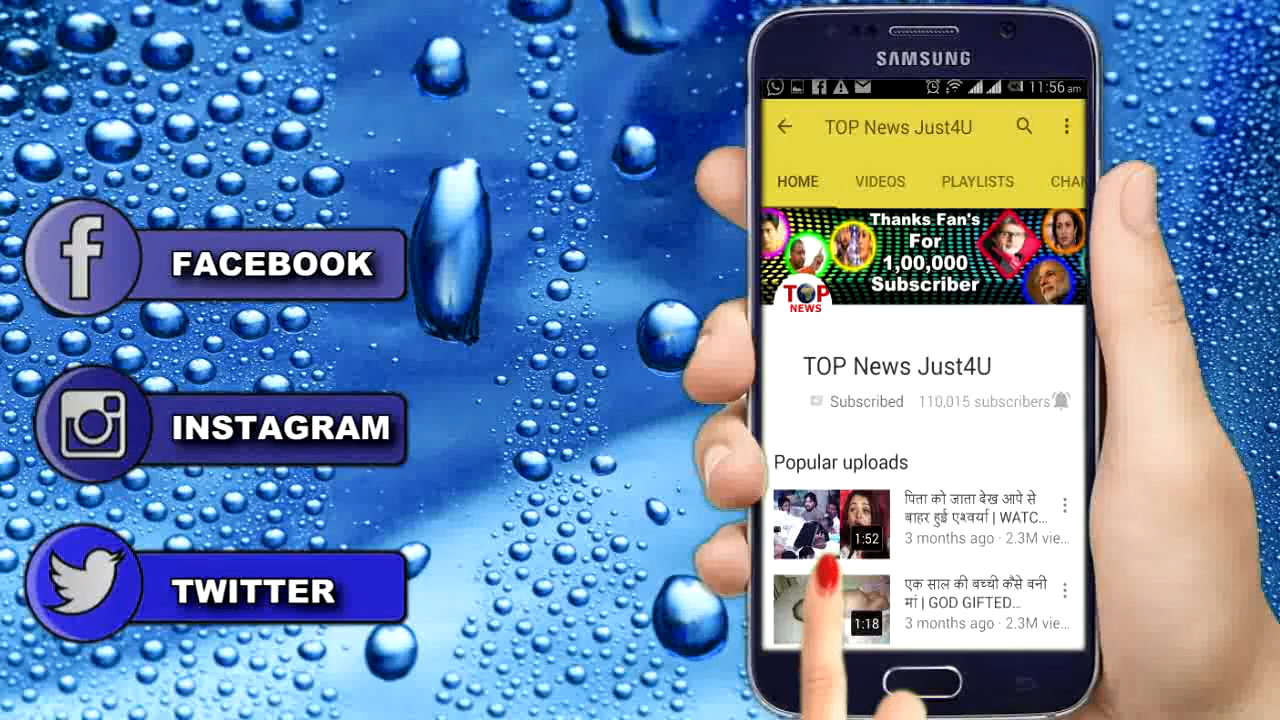 FACEBOOK
INSTAGRAM
TWITTER
SAMSUNG
11:56 am
TOP News Just4U
HOME VIDEOS PLAYLISTS CHAN
Thanks Fan's
For
1,00,000
Subscriber
TOP
NEWS
TOP News Just4U
Subscribed 110,015 subscribers
Popular uploads
पिता को जाता देख आपे से
बाहर हुई एश्वर्या | WATC...
3 months ago · 2.3M vie...
1:52
एक साल की बच्ची कैसे बनी
मां | GOD GIFTED...
3 months ago · 2.3M vie...
1:18